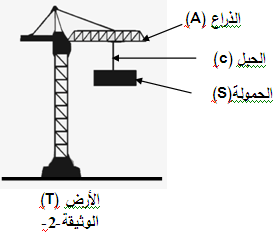 الذراع (A)
الحبل (c)
الحمولة(S)
الأرض (T)
الوثيقة-2-